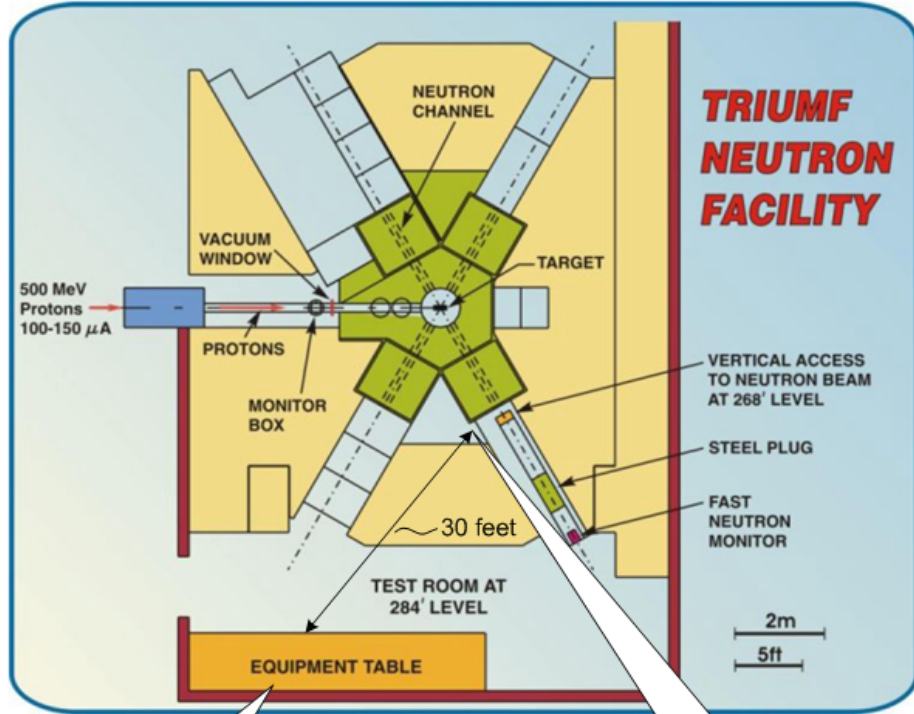 TRIUMF
NEUTRON
FACILITY
NEUTRON
CHANNEL
VACUUM
WINDOW
TARGET
500 MeV
Protons
100-150 µA
PROTONS
MONITOR
BOX
VERTICAL ACCESS
TO NEUTRON BEAM
AT 268' LEVEL
STEEL PLUG
FAST
NEUTRON
MONITOR
~ 30 feet
TEST ROOM AT
284' LEVEL
2m
5ft
EQUIPMENT TABLE